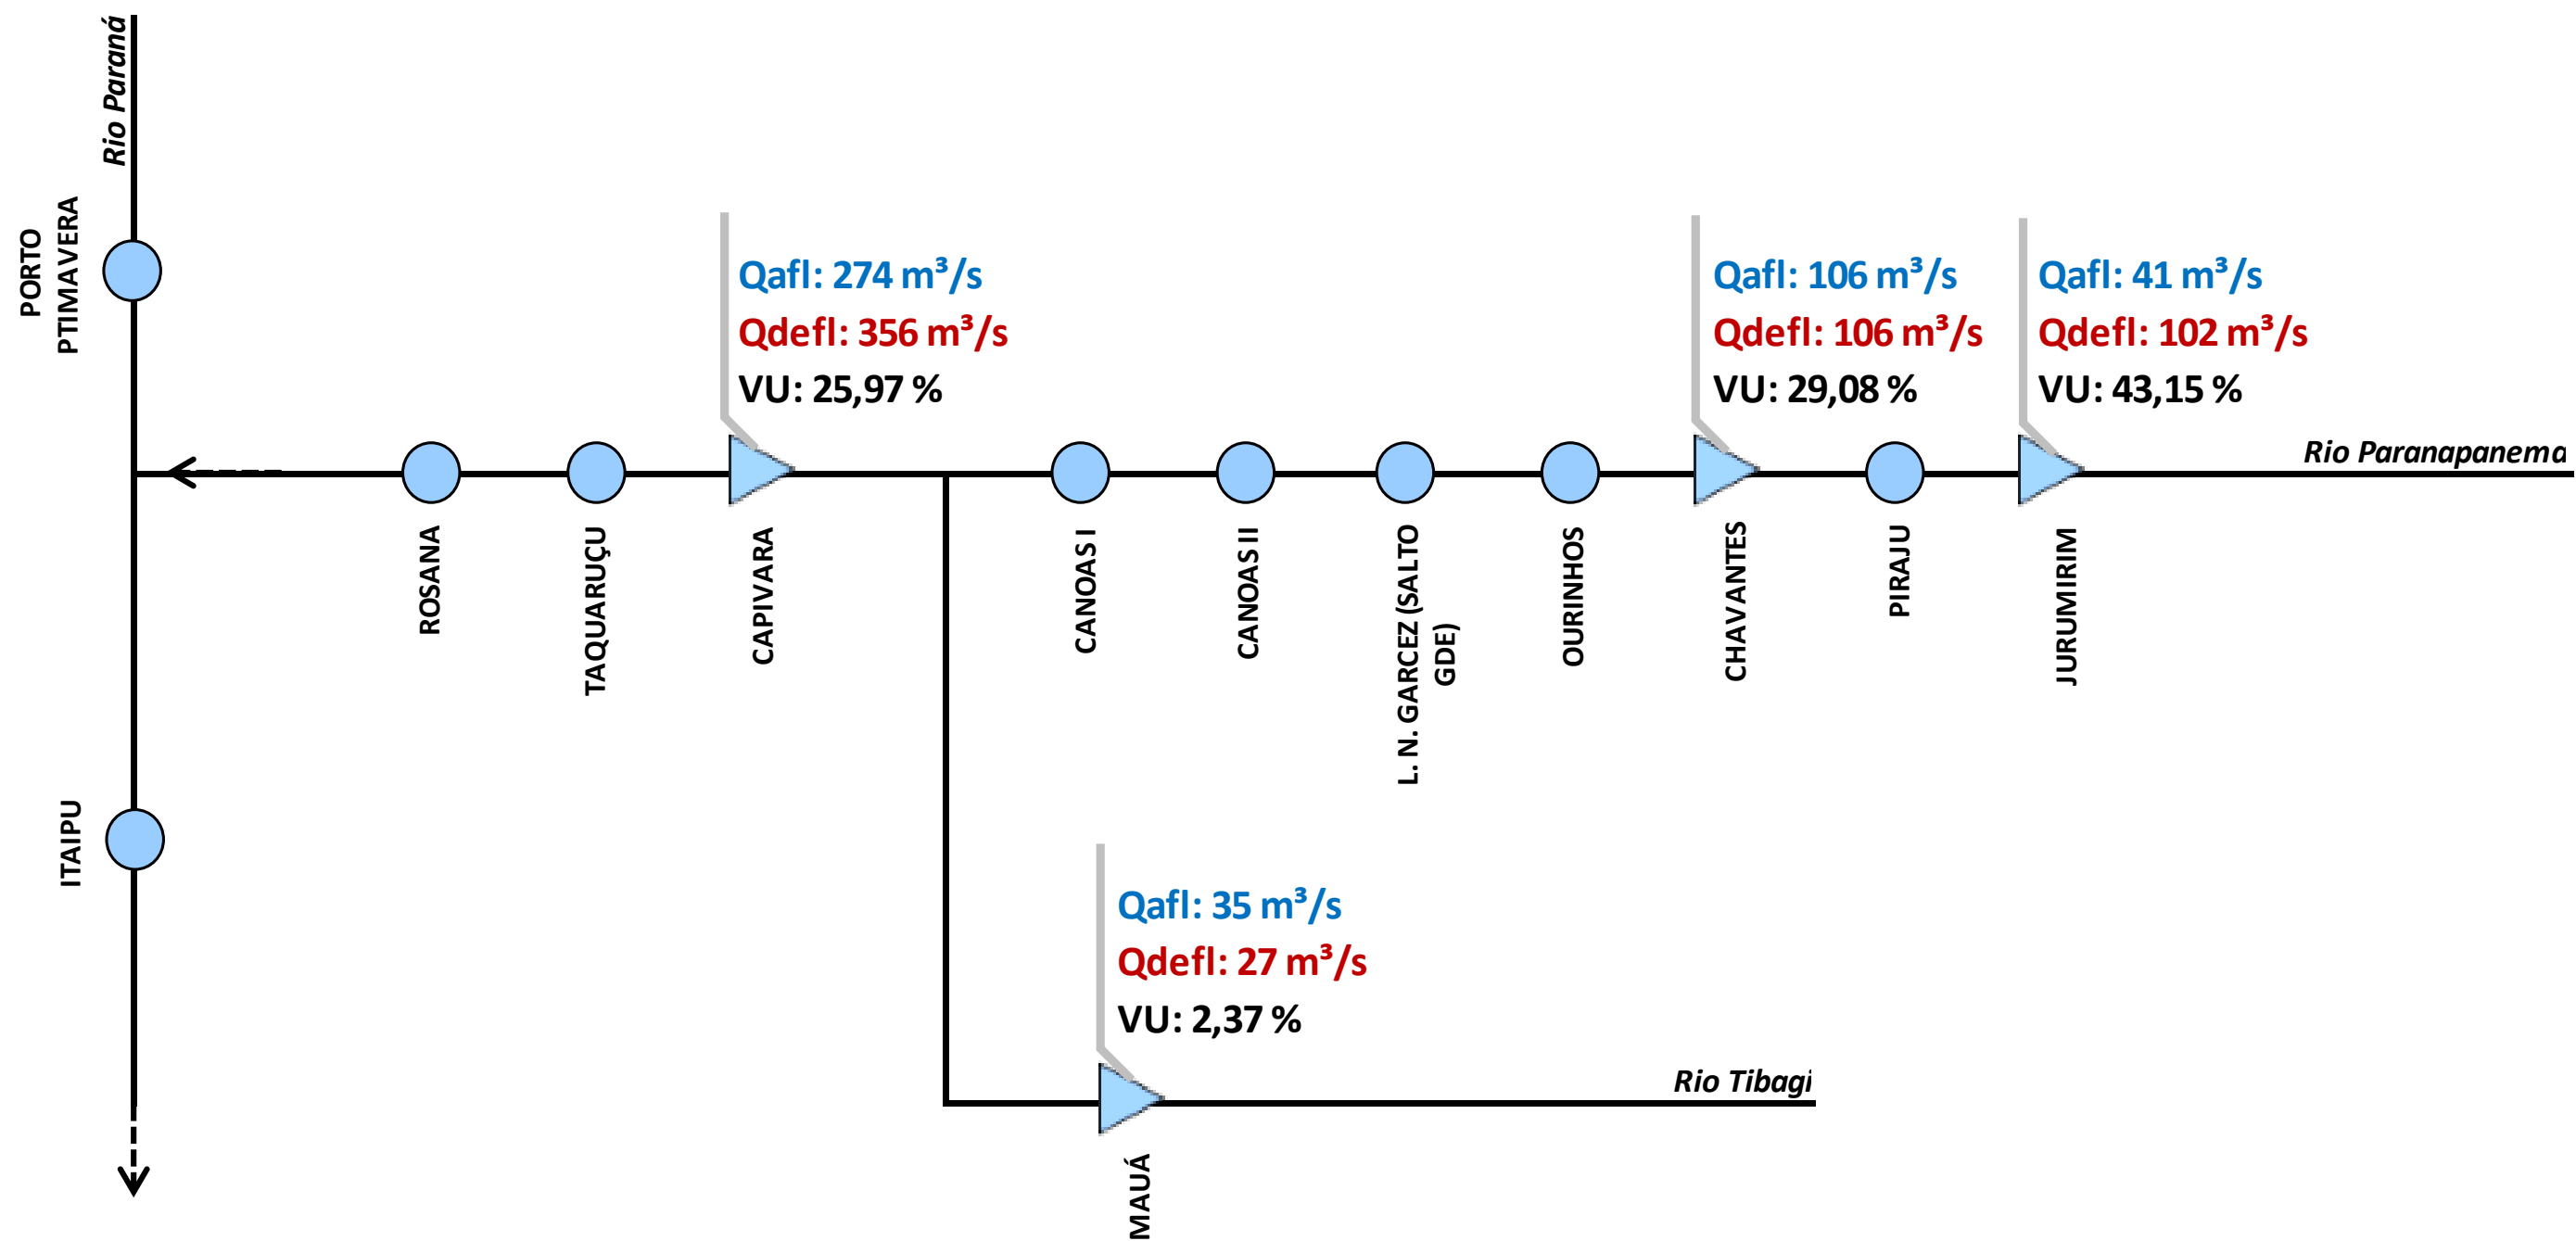 Rio Paraná
PORTO
PTIMAVERA
Qafl: 274 m³/s
Qdefl: 356 m³/s
VU: 25,97 %
Qafl: 106 m³/s
Qdefl: 106 m³/s
VU: 29,08 %
Qafl: 41 m³/s
Qdefl: 102 m³/s
VU: 43,15 %
Rio Paranapanema
ROSANA
TAQUARUÇU
CAPIVARA
CANOAS I
CANOAS II
L. N. GARCEZ (SALTO
GDE)
OURINHOS
CHAVANTES
PIRAJU
JURUMIRIM
ITAIPU
Qafl: 35 m³/s
Qdefl: 27 m³/s
VU: 2,37 %
Rio Tibagi
MAUÁ